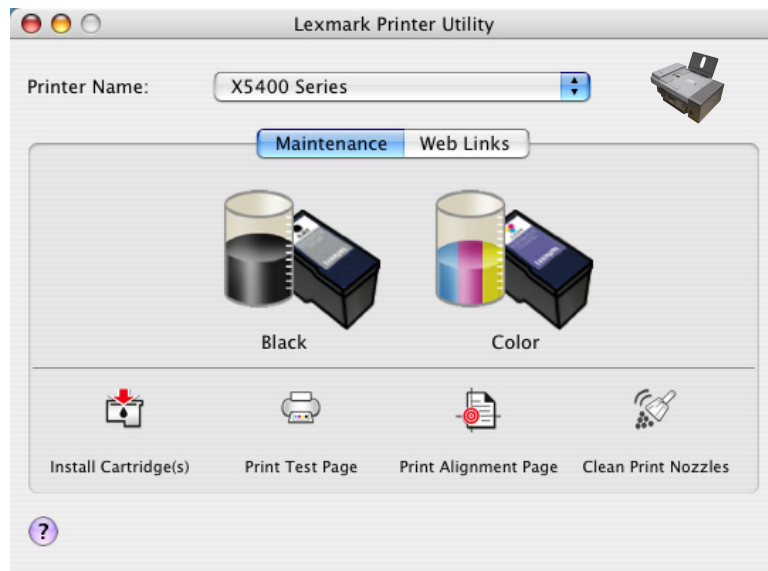 Lexmark Printer Utility
Printer Name: X5400 Series
Maintenance Web Links
Black Color
Install Cartridge(s) Print Test Page Print Alignment Page Clean Print Nozzles
?